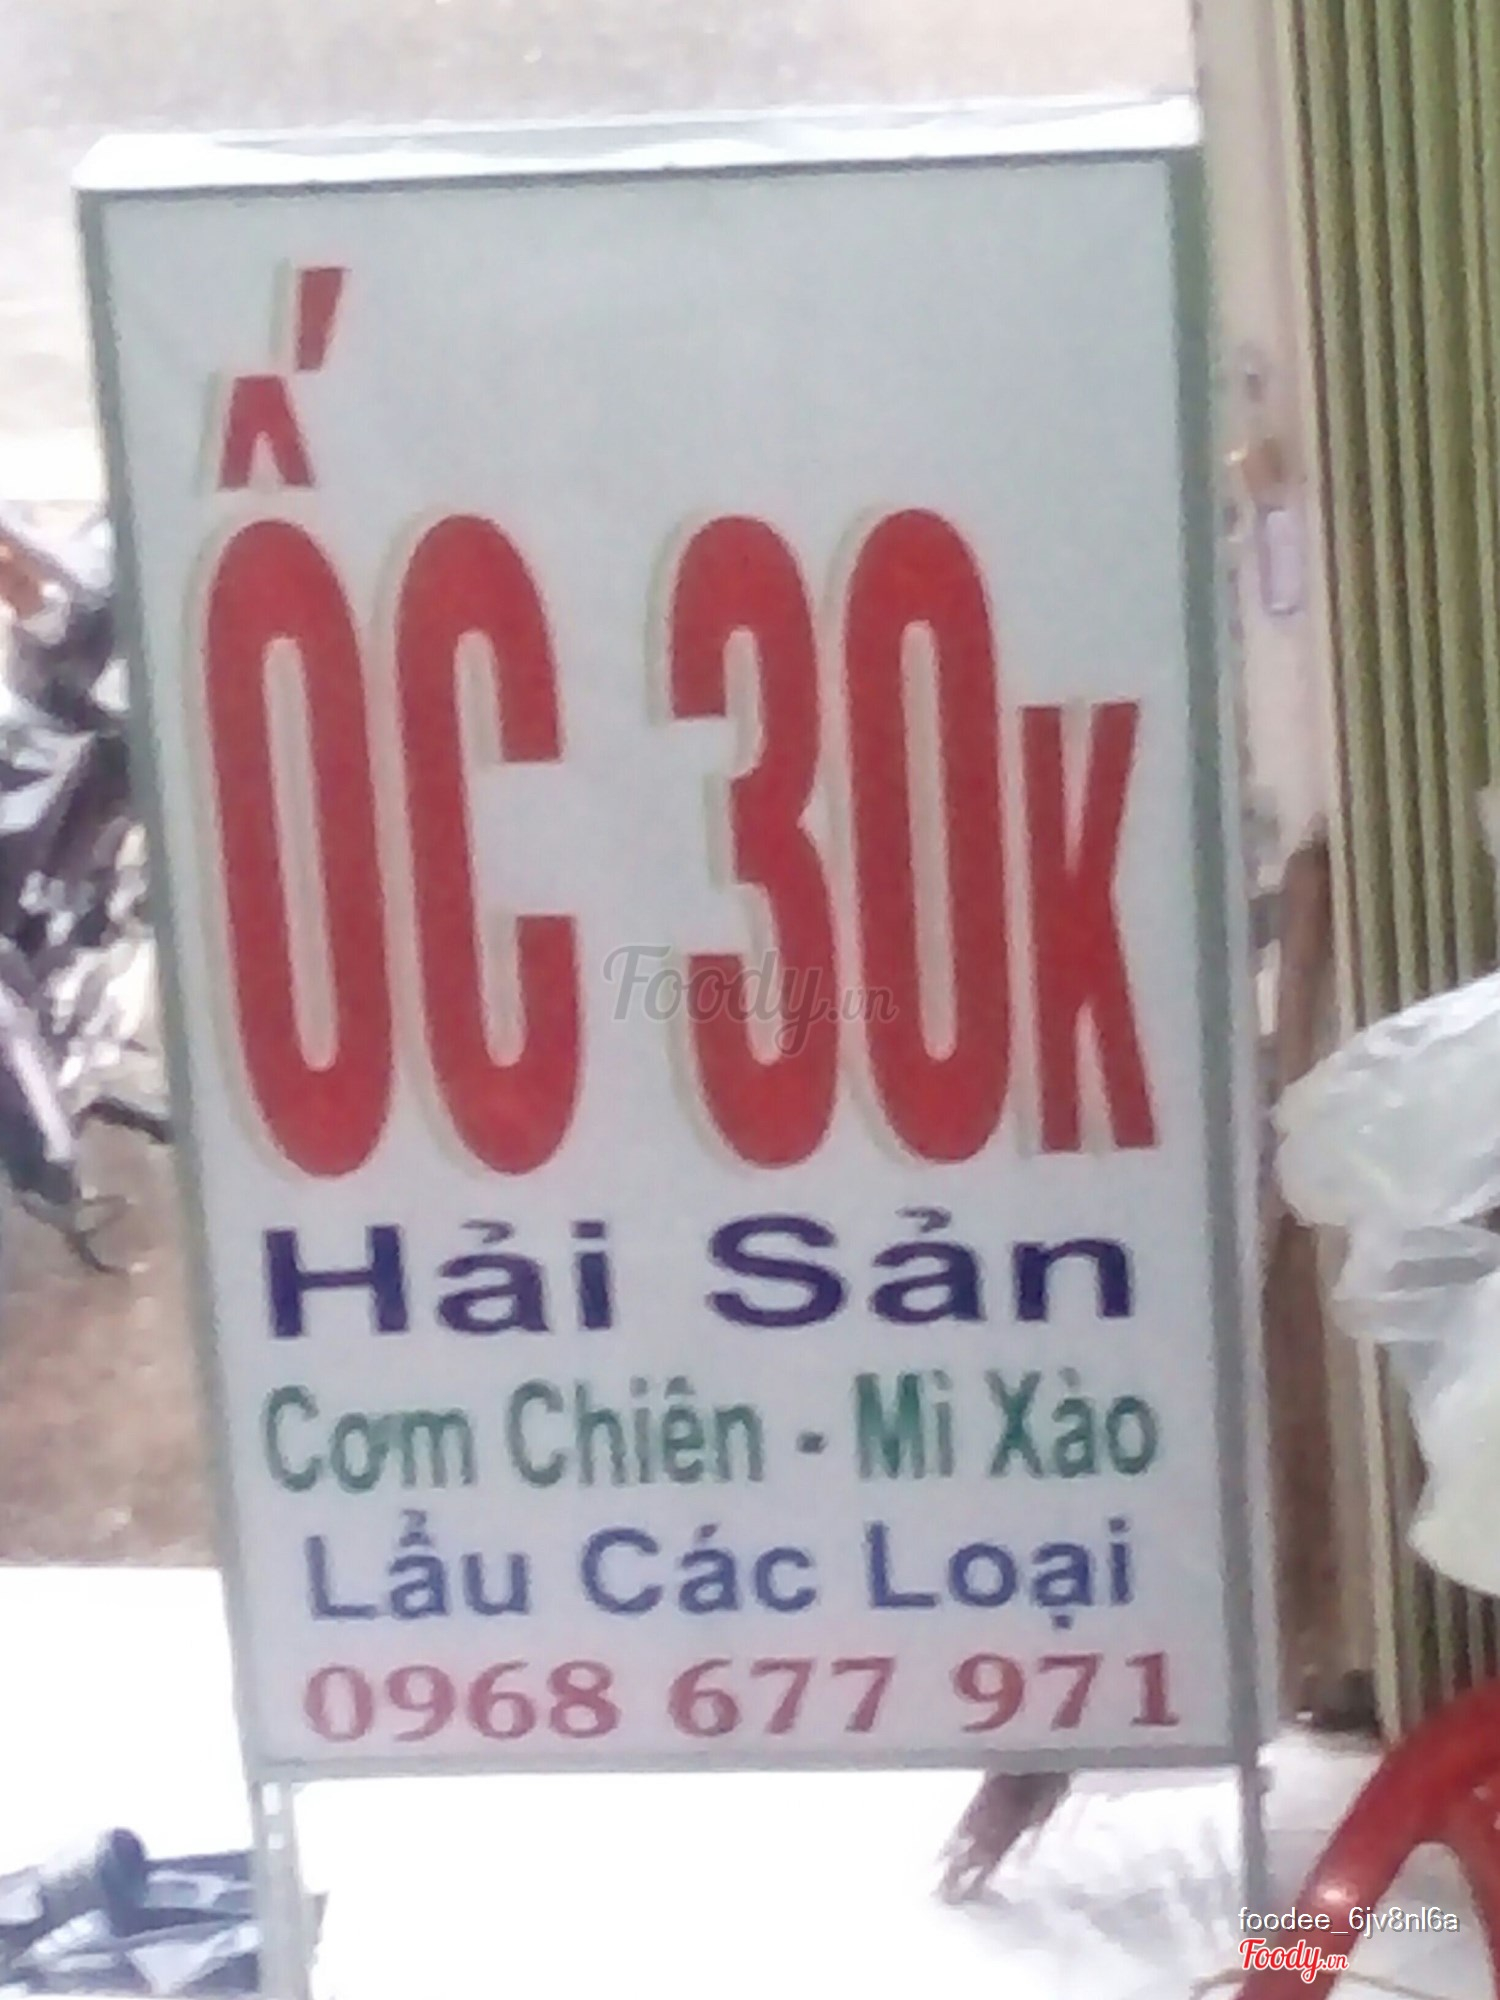 ỐC 30K
Foody.vn
Hải Sản
Cơm Chiên - Mì Xào
Lẩu Các Loại
0968 677 971
foodee_6jv8nl6a
Foody.vn